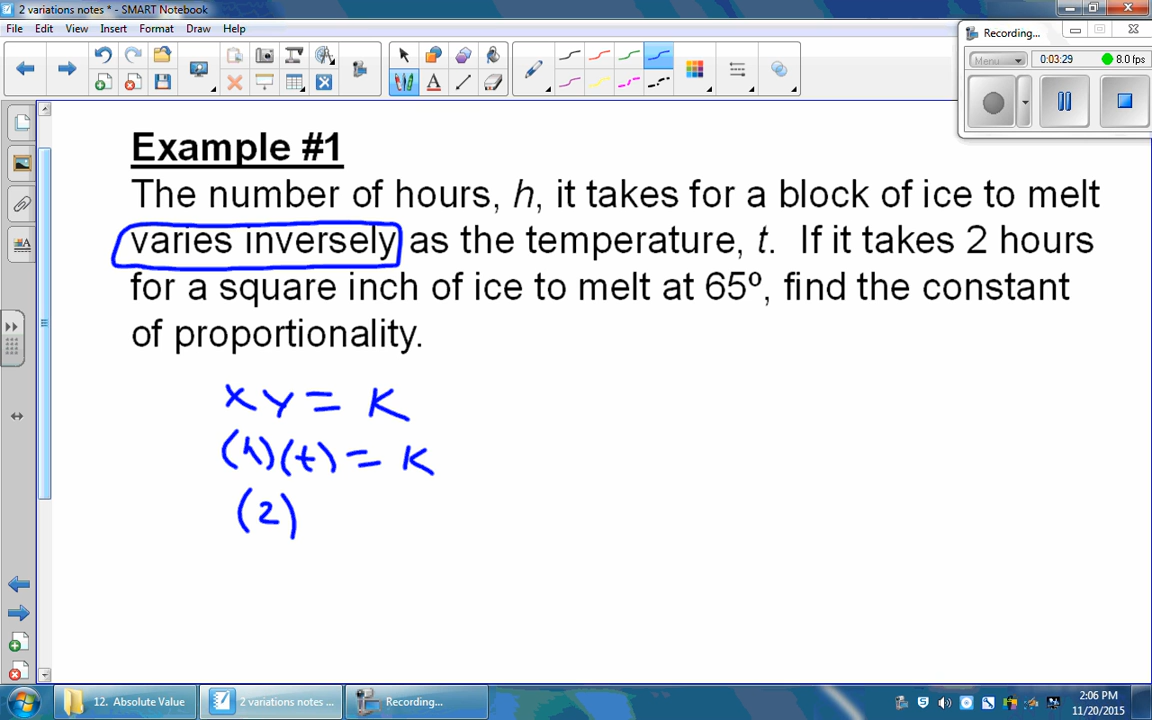 2 variations notes * - SMART Notebook
File Edit View Insert Format Draw Help
Recording...
Menu
0:03:29
8.0 fps
Example #1
The number of hours, h, it takes for a block of ice to melt
varies inversely as the temperature, t. If it takes 2 hours
for a square inch of ice to melt at 65º, find the constant
of proportionality.
xy = K
(h)(t) = K
(2)
12. Absolute Value
2 variations notes ...
Recording...
2:06 PM
11/20/2015